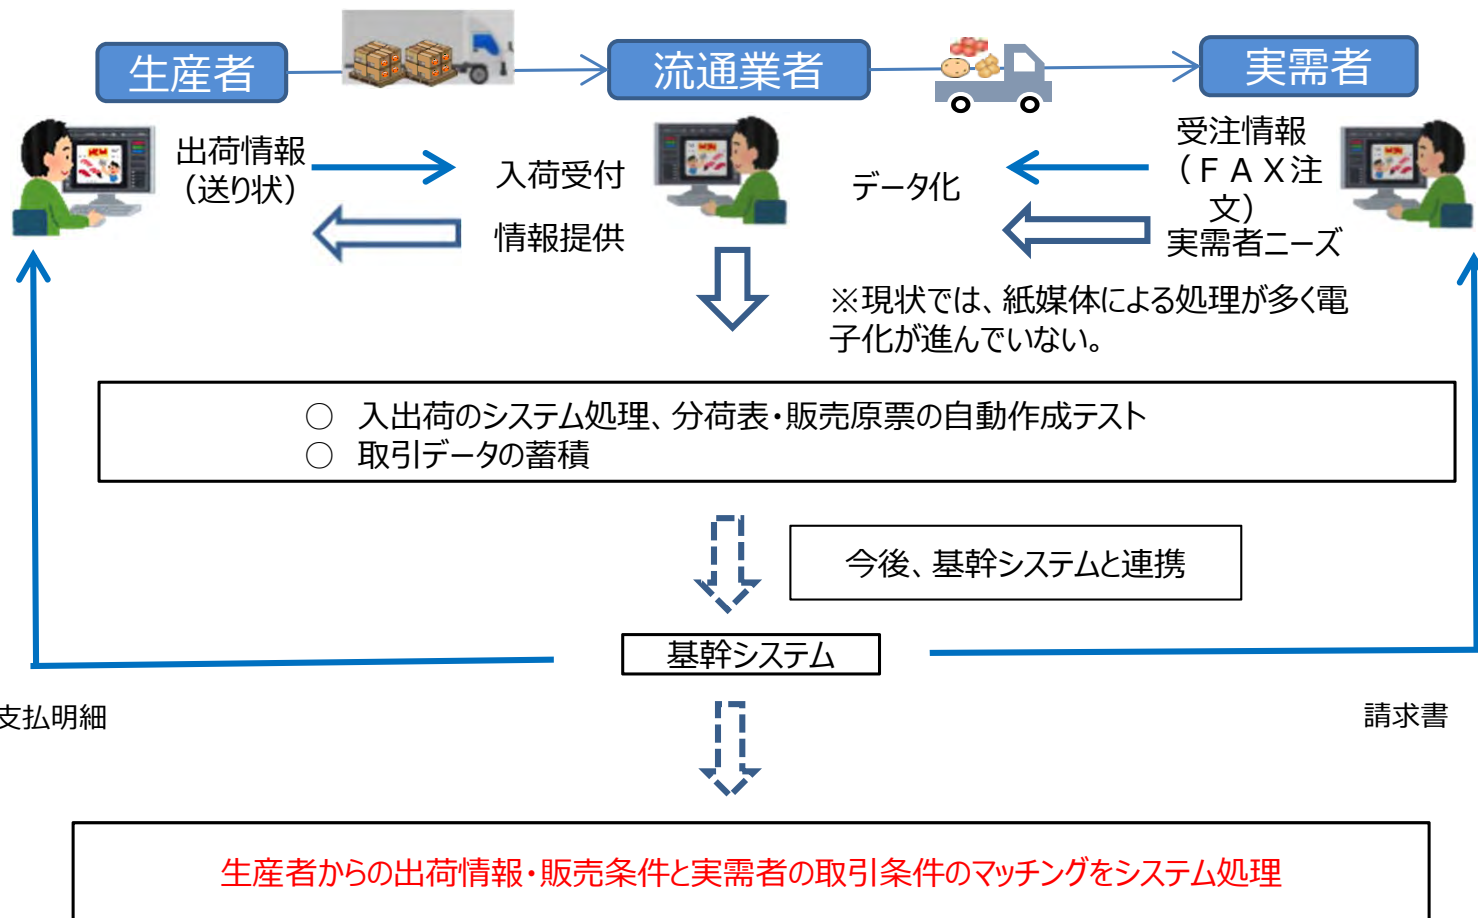 生産者
流通業者
実需者
出荷情報
（送り状）
入荷受付
情報提供
データ化
受注情報
（ＦＡＸ注
文）
実需者ニーズ
※現状では、紙媒体による処理が多く電
子化が進んでいない。
○　入出荷のシステム処理、分荷表・販売原票の自動作成テスト
○　取引データの蓄積
今後、基幹システムと連携
基幹システム
支払明細
請求書
生産者からの出荷情報・販売条件と実需者の取引条件のマッチングをシステム処理